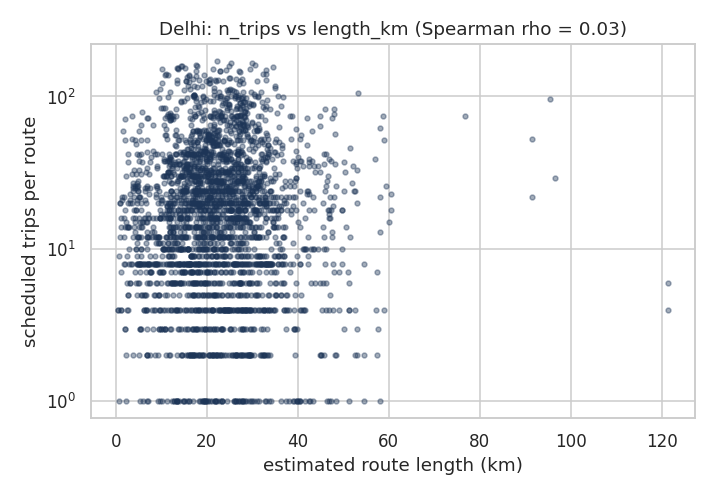 Delhi: n_trips vs length_km (Spearman rho = 0.03)
scheduled trips per route
10²
10¹
10⁰
0 20 40 60 80 100 120
estimated route length (km)